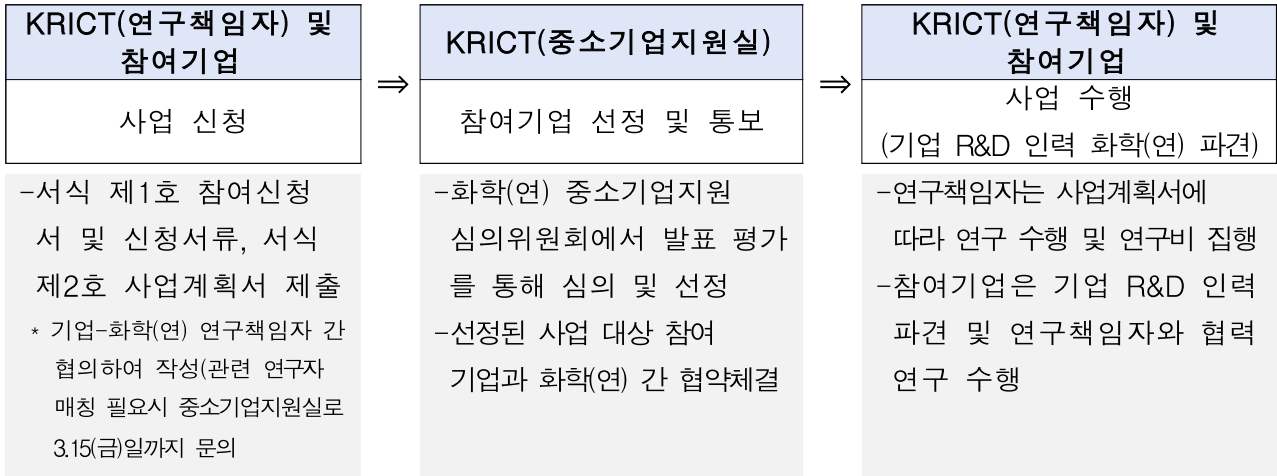 KRICT(연구책임자) 및
참여기업
사업 신청
-서식 제1호 참여신청
서 및 신청서류, 서식
제2호 사업계획서 제출
* 기업-화학(연) 연구책임자 간
협의하여 작성(관련 연구자
매칭 필요시 중소기업지원실로
3.15(금)일까지 문의
⇒
KRICT(중소기업지원실)
참여기업 선정 및 통보
-화학(연) 중소기업지원
심의위원회에서 발표 평가
를 통해 심의 및 선정
-선정된 사업 대상 참여
기업과 화학(연) 간 협약체결
⇒
KRICT(연구책임자) 및
참여기업
사업 수행
(기업 R&D 인력 화학(연) 파견)
-연구책임자는 사업계획서에
따라 연구 수행 및 연구비 집행
-참여기업은 기업 R&D 인력
파견 및 연구책임자와 협력
연구 수행